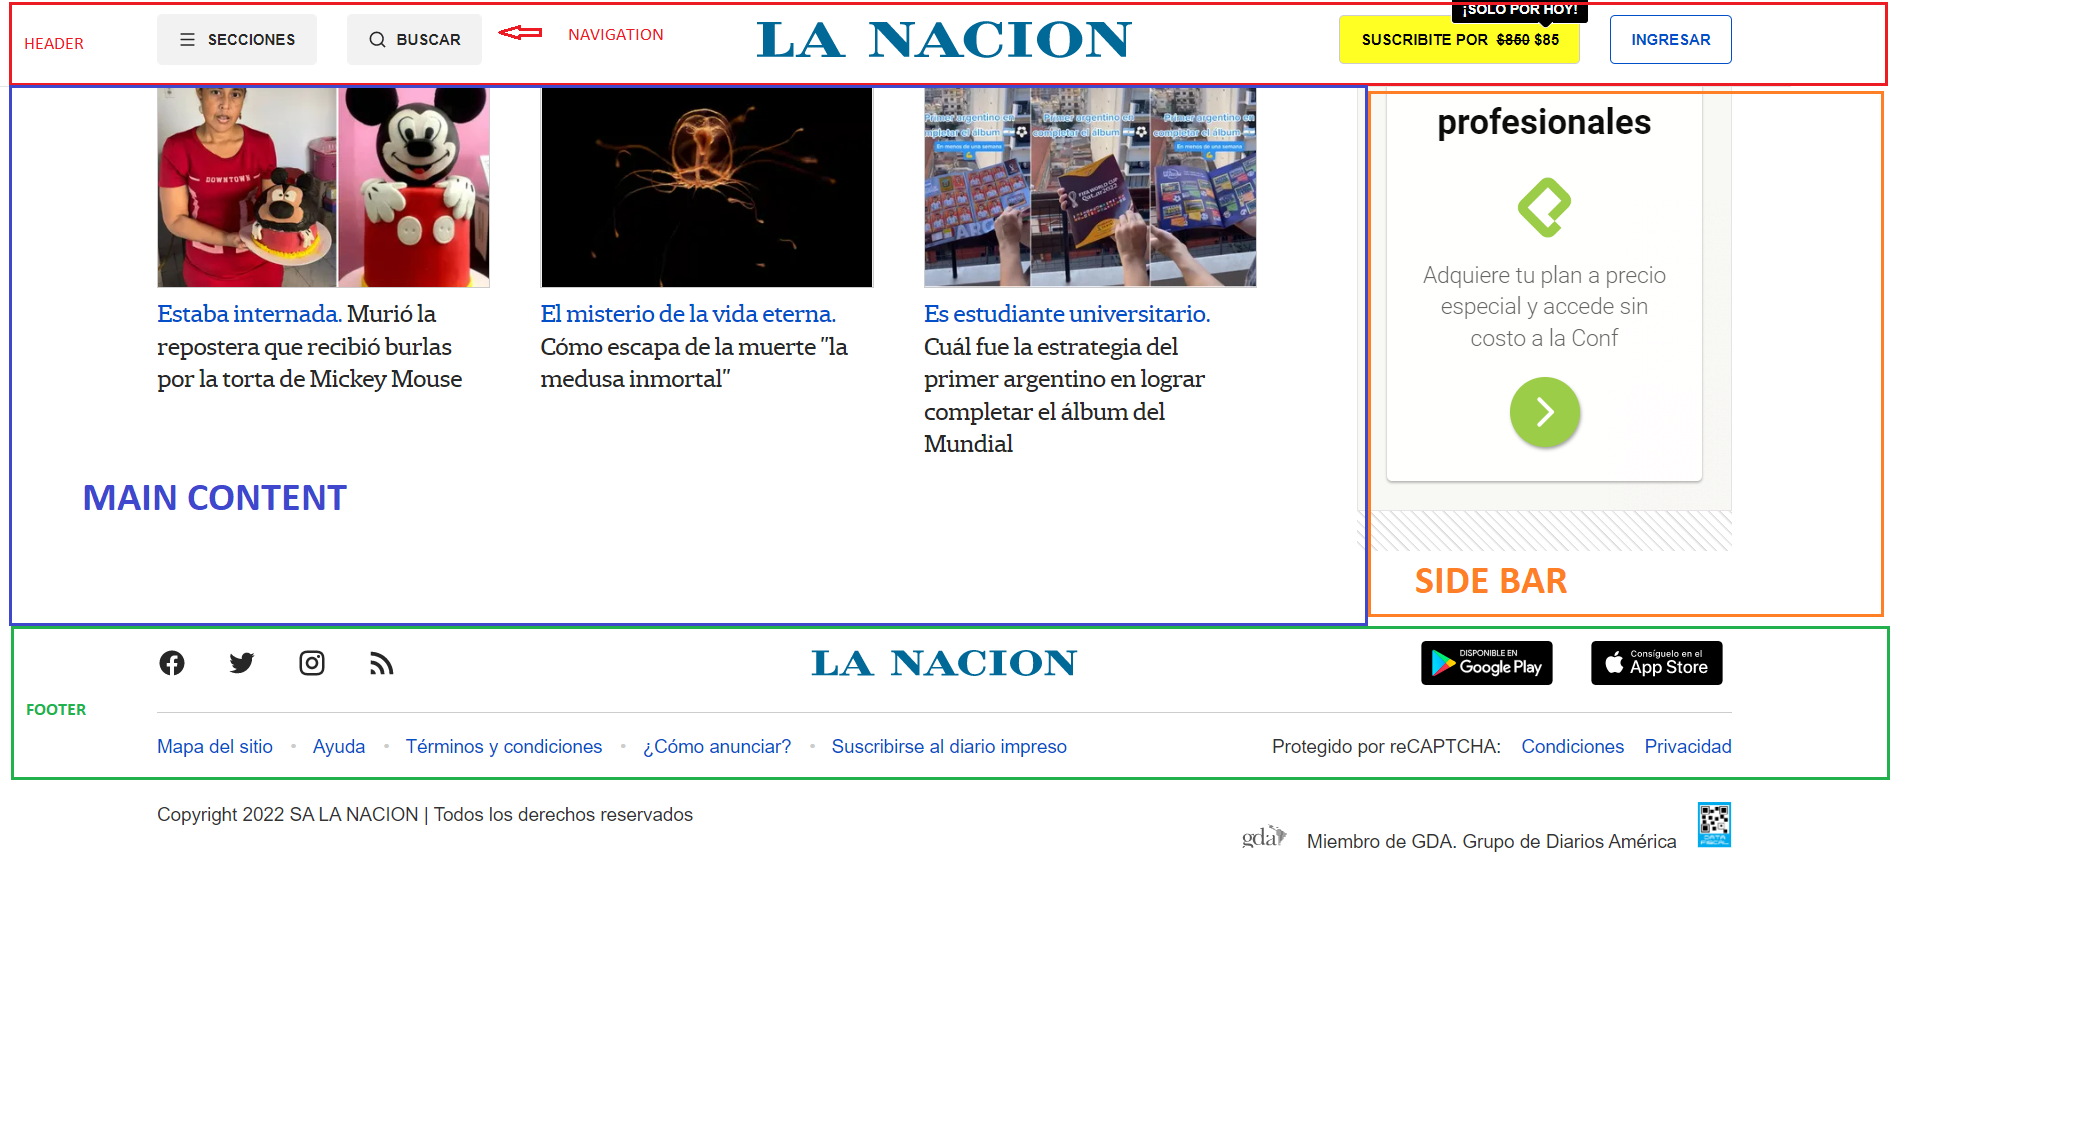 ¡SOLO POR HOY!
HEADER
SECCIONES
BUSCAR
NAVIGATION
LA NACION
SUSCRIBITE POR $850 $85
INGRESAR
DOWNTOWN
Primer argentino en
completar el álbum
En menos de una semana
FIFA WORLD CUP
Qatar2022
Estaba internada. Murió la
repostera que recibió burlas
por la torta de Mickey Mouse
El misterio de la vida eterna.
Cómo escapa de la muerte "la
medusa inmortal"
Es estudiante universitario.
Cuál fue la estrategia del
primer argentino en lograr
completar el álbum del
Mundial
MAIN CONTENT
profesionales
Adquiere tu plan a precio
especial y accede sin
costo a la Conf
SIDE BAR
LA NACION
DISPONIBLE EN
Google Play
Consíguelo en el
App Store
FOOTER
Mapa del sitio • Ayuda • Términos y condiciones • ¿Cómo anunciar? • Suscribirse al diario impreso
Protegido por reCAPTCHA: Condiciones Privacidad
Copyright 2022 SA LA NACION | Todos los derechos reservados
gda Miembro de GDA. Grupo de Diarios América
DATA
FISCAL